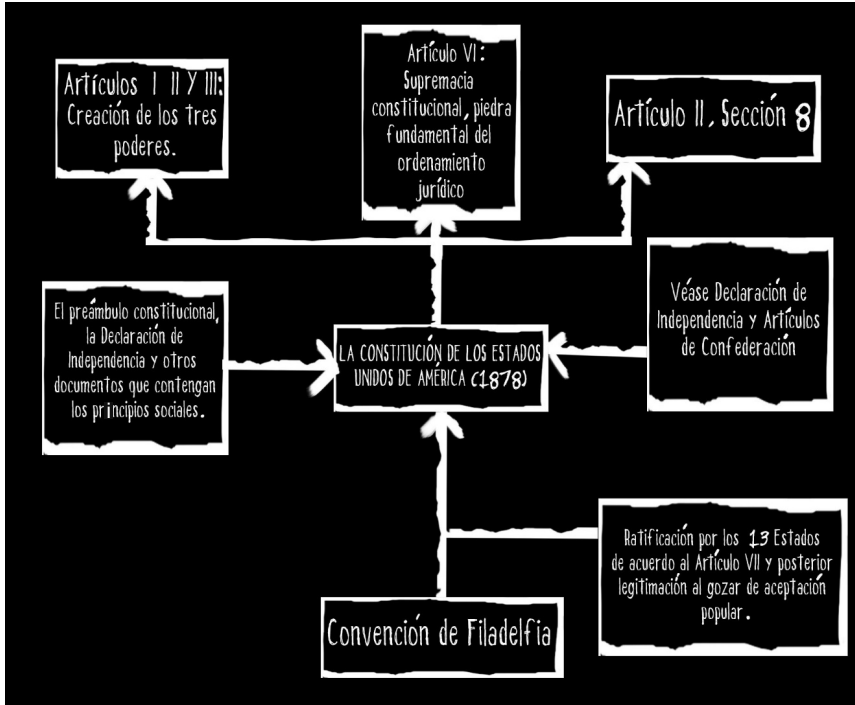 Artículos I II Y III:
Creación de los tres
poderes.
Artículo VI:
Supremacia
constitucional, piedra
fundamental del
ordenamiento
jurídico
Artículo II, Sección 8
El preámbulo constitucional,
la Declaración de
Independencia y otros
documentos que contengan
los principios sociales.
LA CONSTITUCIÓN DE LOS ESTADOS
UNIDOS DE AMÉRICA (1878)
Véase Declaración de
Independencia y Artículos
de Confederación
Ratificación por los 13 Estados
de acuerdo al Artículo VII y posterior
legitimación al gozar de aceptación
popular.
Convención de Filadelfia